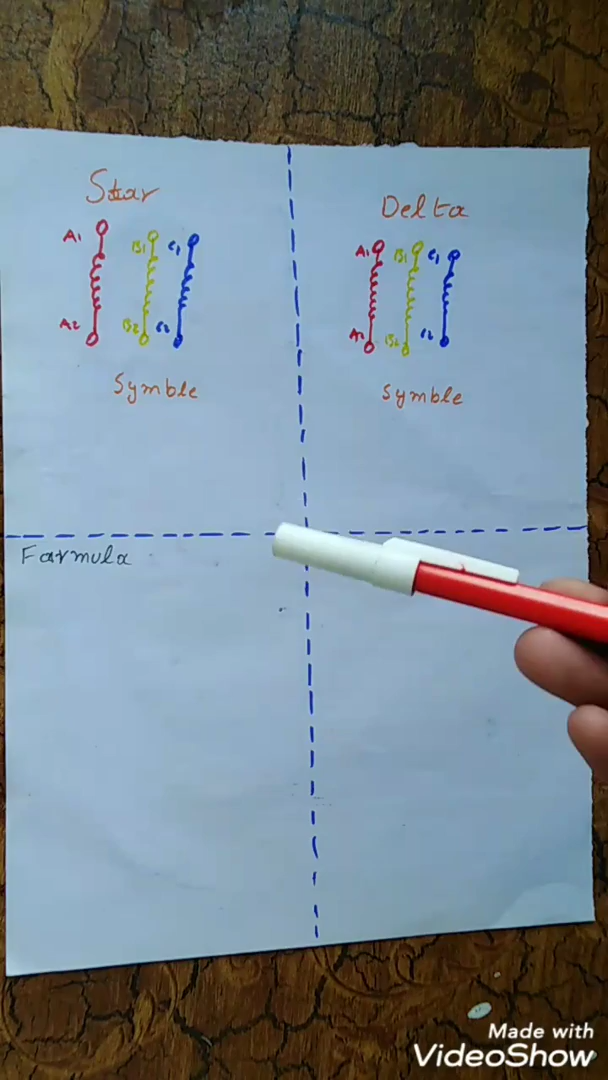 Star
Delta
A1 B1 C1
A1 B1 C1
A2 B2 C2
A2 B2 C2
Symble
Symble
Farmula
Made with
VideoShow